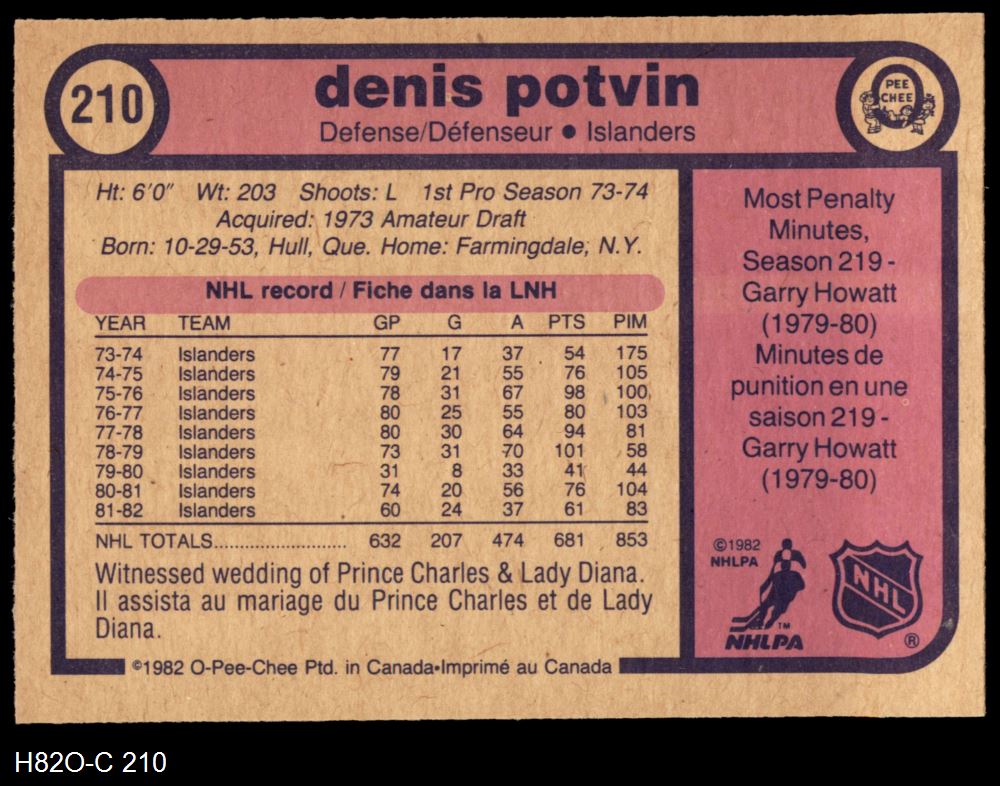 210
denis potvin
Defense/Défenseur ● Islanders
O
PEE
CHEE
Ht: 6'0" Wt: 203 Shoots: L 1st Pro Season 73-74
Acquired: 1973 Amateur Draft
Born: 10-29-53, Hull, Que. Home: Farmingdale, N.Y.
NHL record / Fiche dans la LNH
YEAR TEAM GP G A PTS PIM
73-74 Islanders 77 17 37 54 175
74-75 Islanders 79 21 55 76 105
75-76 Islanders 78 31 67 98 100
76-77 Islanders 80 25 55 80 103
77-78 Islanders 80 30 64 94 81
78-79 Islanders 73 31 70 101 58
79-80 Islanders 31 8 33 41 44
80-81 Islanders 74 20 56 76 104
81-82 Islanders 60 24 37 61 83
NHL TOTALS.......................... 632 207 474 681 853
Witnessed wedding of Prince Charles & Lady Diana.
Il assista au mariage du Prince Charles et de Lady
Diana.
Most Penalty
Minutes,
Season 219 -
Garry Howatt
(1979-80)
Minutes de
punition en une
saison 219 -
Garry Howatt
(1979-80)
©1982
NHLPA
TM
NHLPA
NHL
®
©1982 O-Pee-Chee Ptd. in Canada•Imprimé au Canada
H82O-C 210